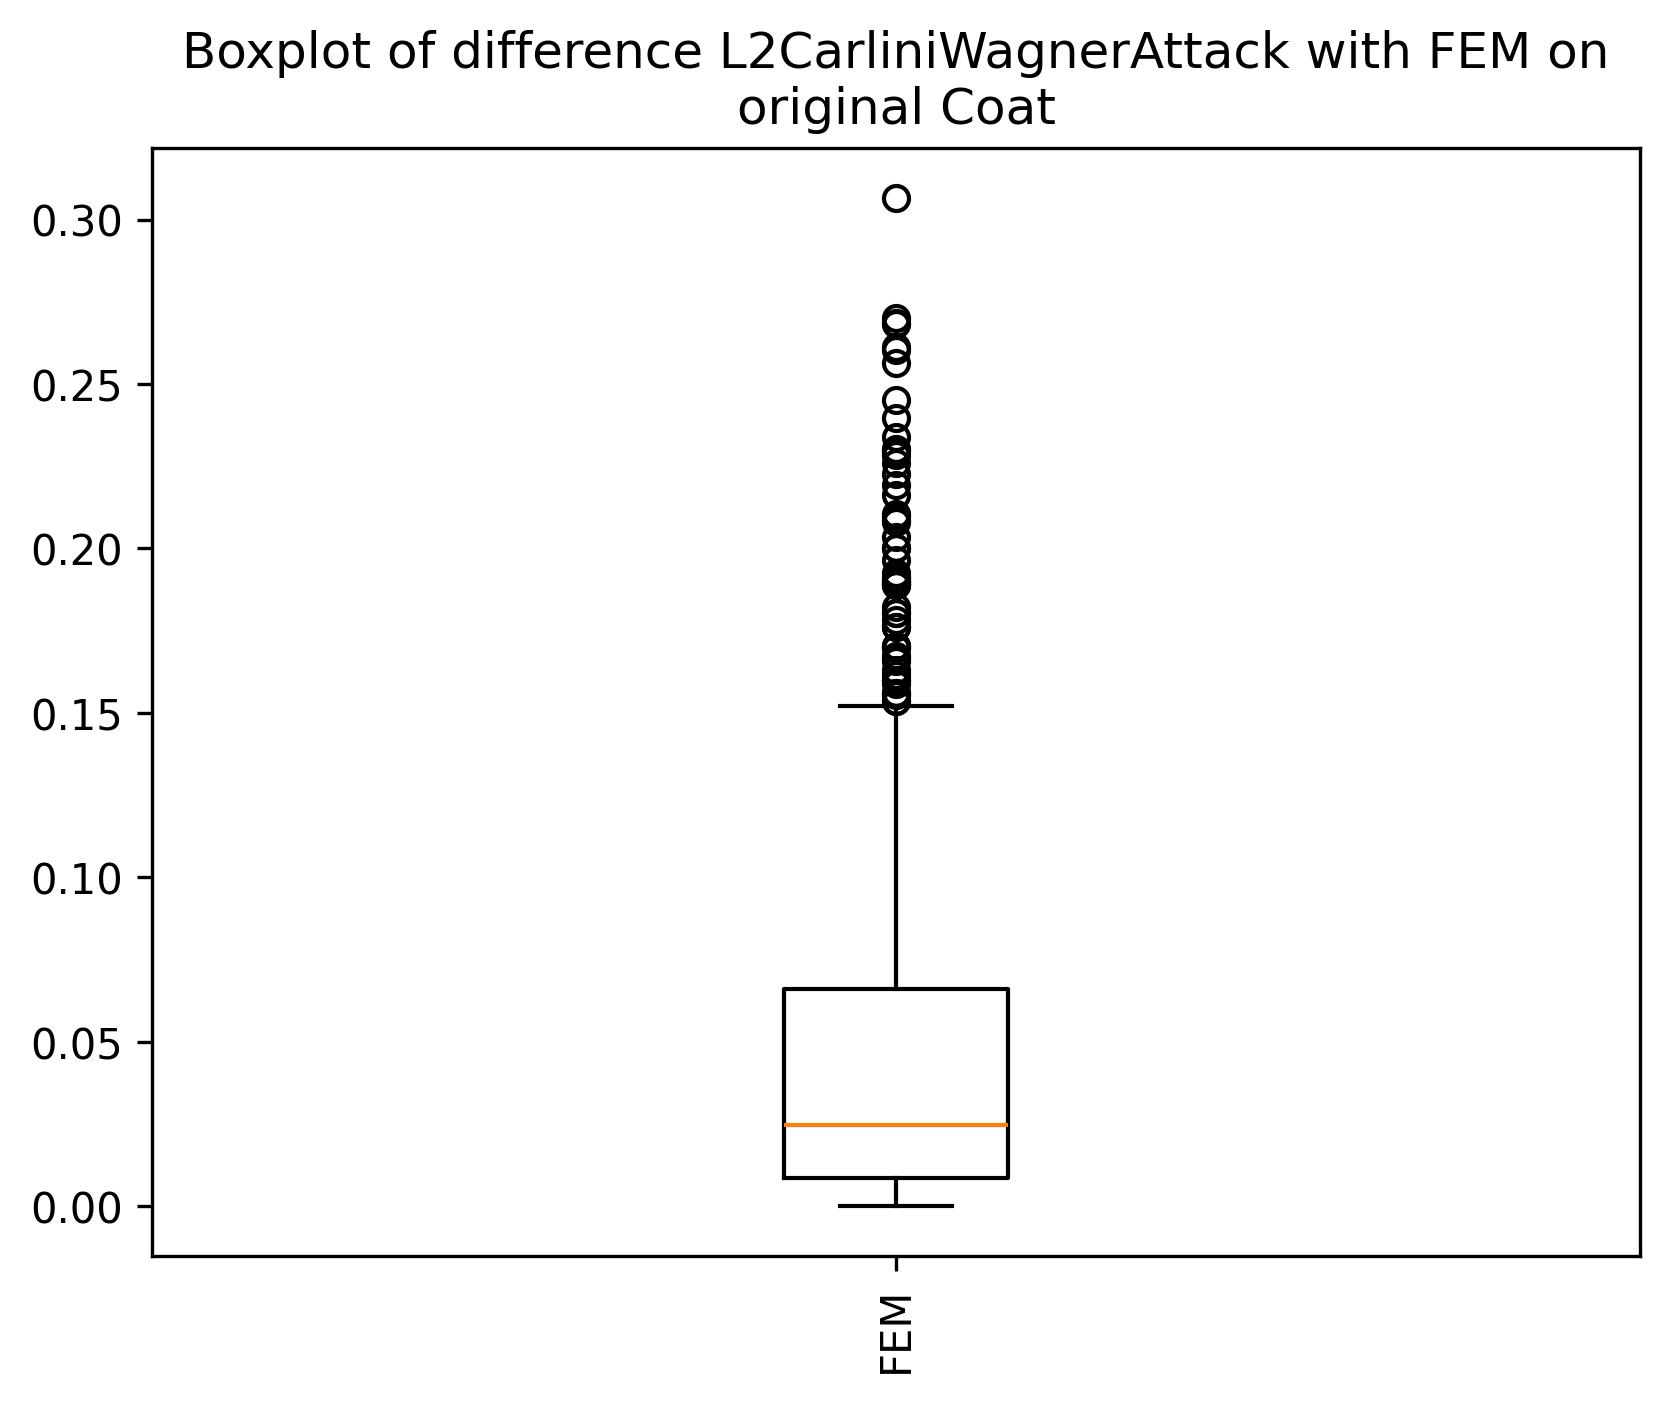 Boxplot of difference L2CarliniWagnerAttack with FEM on
original Coat
0.30
0.25
0.20
0.15
0.10
0.05
0.00
FEM